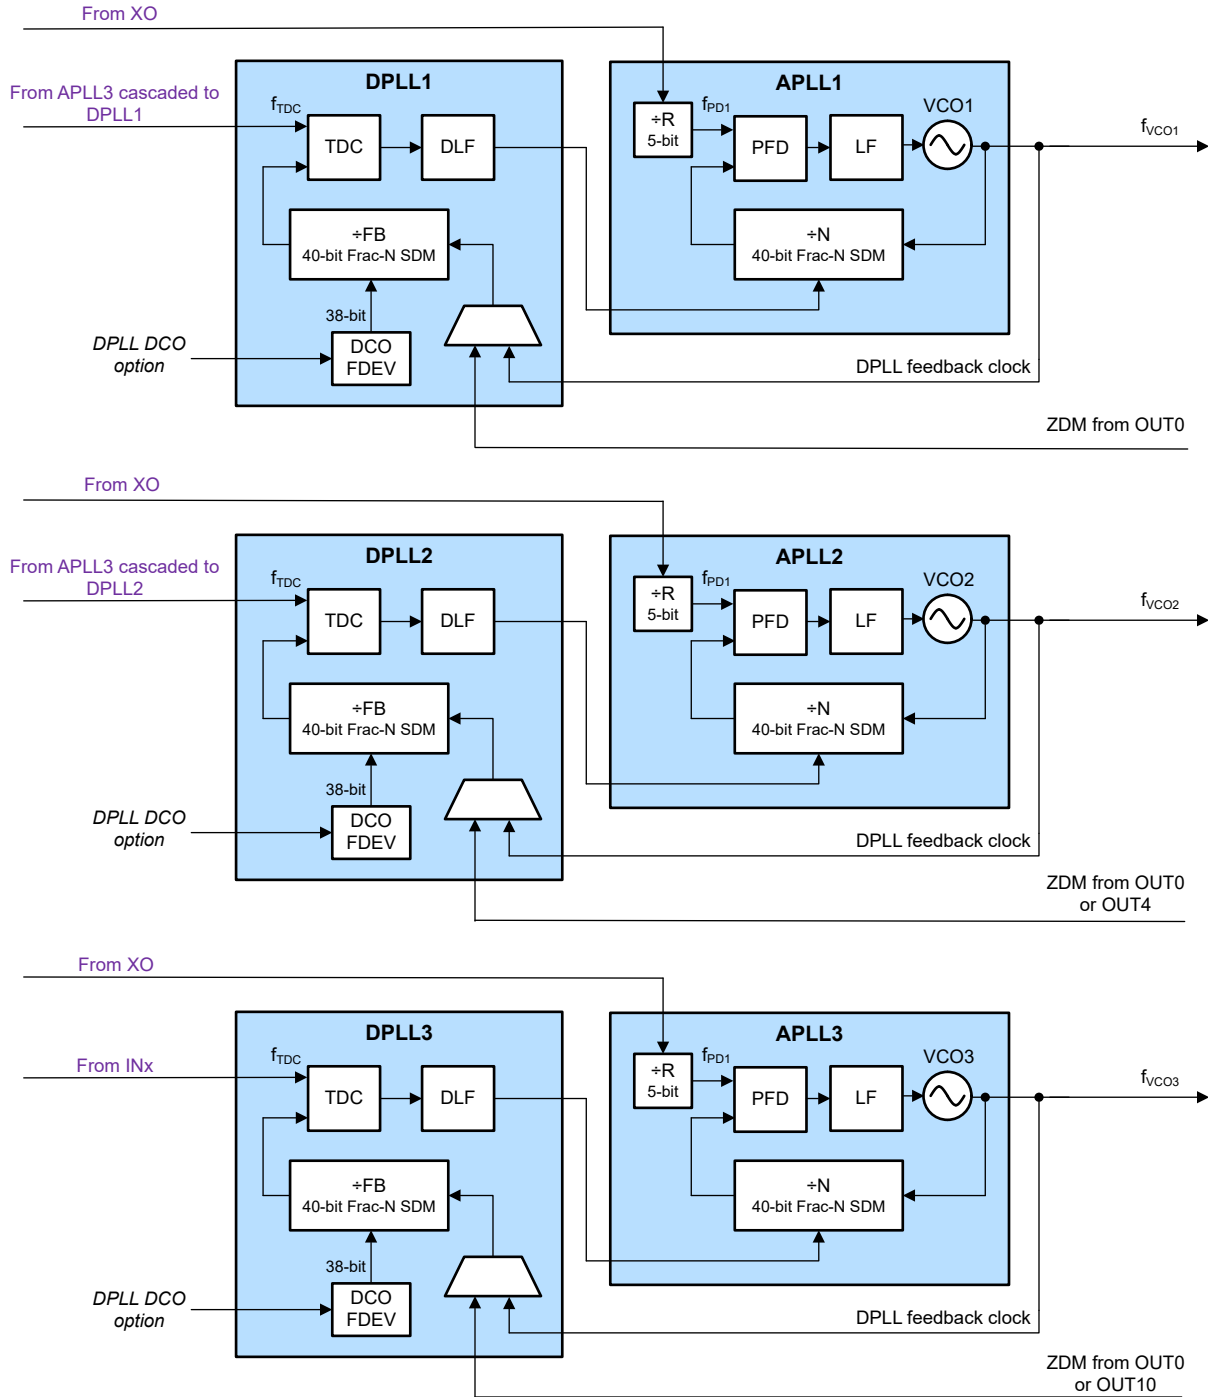 From XO
DPLL1
APLL1
From APLL3 cascaded to
DPLL1
fTDC
TDC
DLF
÷R
5-bit
fPD1
PFD
LF
VCO1
fVCO1
÷FB
40-bit Frac-N SDM
÷N
40-bit Frac-N SDM
38-bit
DPLL DCO
option
DCO
FDEV
DPLL feedback clock
ZDM from OUT0
From XO
DPLL2
APLL2
From APLL3 cascaded to
DPLL2
fTDC
TDC
DLF
÷R
5-bit
fPD1
PFD
LF
VCO2
fVCO2
÷FB
40-bit Frac-N SDM
÷N
40-bit Frac-N SDM
38-bit
DPLL DCO
option
DCO
FDEV
DPLL feedback clock
ZDM from OUT0
or OUT4
From XO
DPLL3
APLL3
From INx
fTDC
TDC
DLF
÷R
5-bit
fPD1
PFD
LF
VCO3
fVCO3
÷FB
40-bit Frac-N SDM
÷N
40-bit Frac-N SDM
38-bit
DPLL DCO
option
DCO
FDEV
DPLL feedback clock
ZDM from OUT0
or OUT10